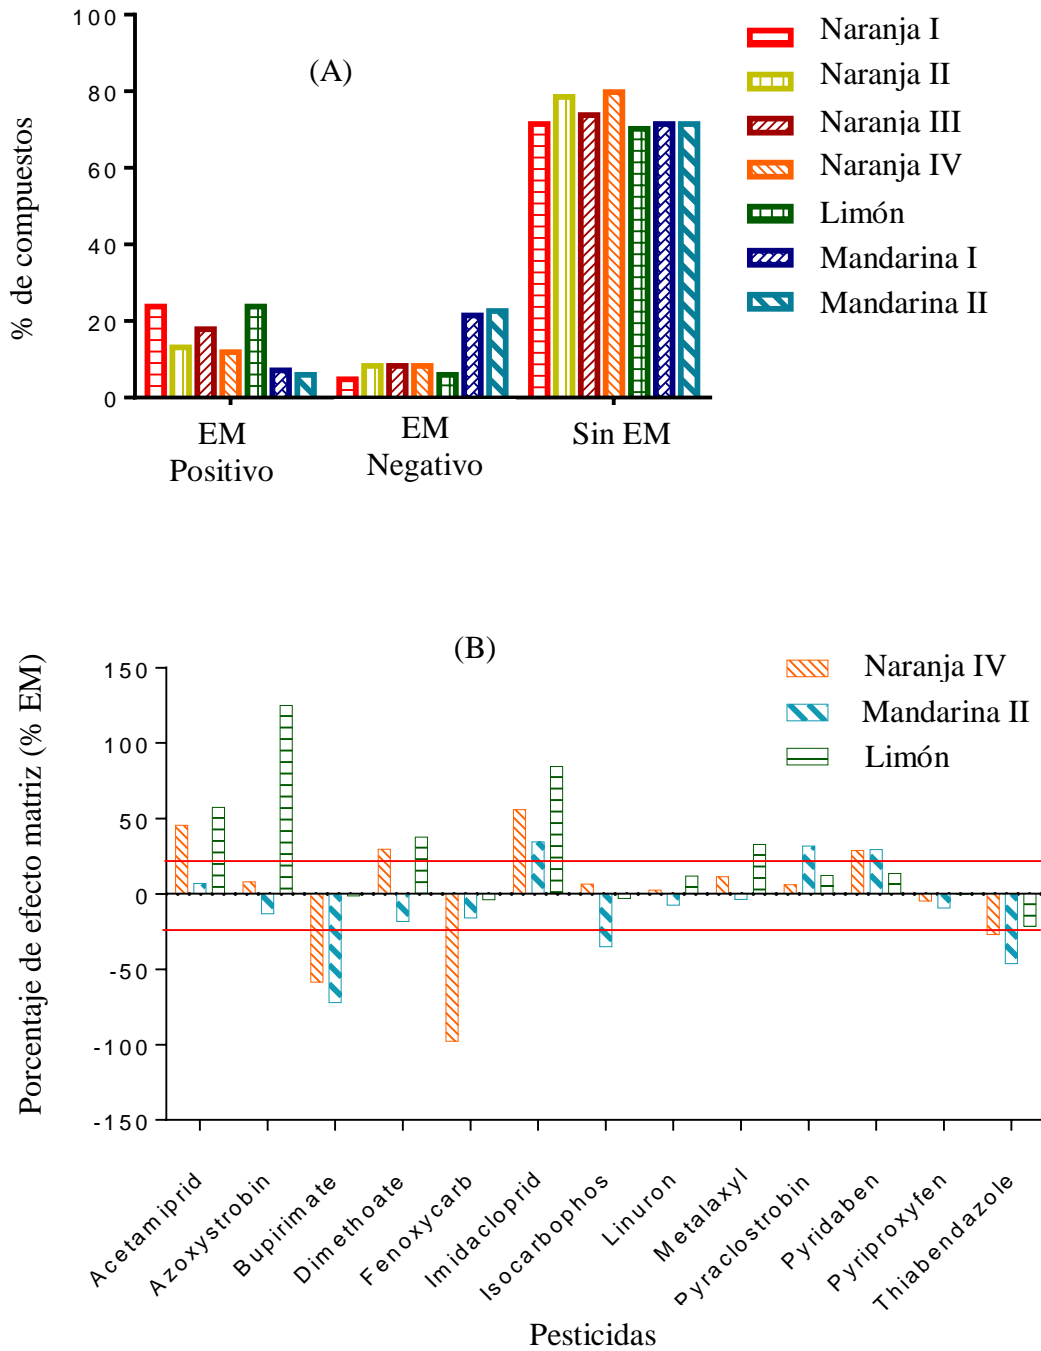 (A)
% de compuestos
100
80
60
40
20
0
EM
Positivo
EM
Negativo
Sin EM
Naranja I
Naranja II
Naranja III
Naranja IV
Limón
Mandarina I
Mandarina II
(B)
Porcentaje de efecto matriz (% EM)
150
100
50
0
-50
-100
-150
Naranja IV
Mandarina II
Limón
Acetamiprid
Azoxystrobin
Bupirimate
Dimethoate
Fenoxycarb
Imidacloprid
Isocarbophos
Linuron
Metalaxyl
Pyraclostrobin
Pyridaben
Pyriproxyfen
Thiabendazole
Pesticidas